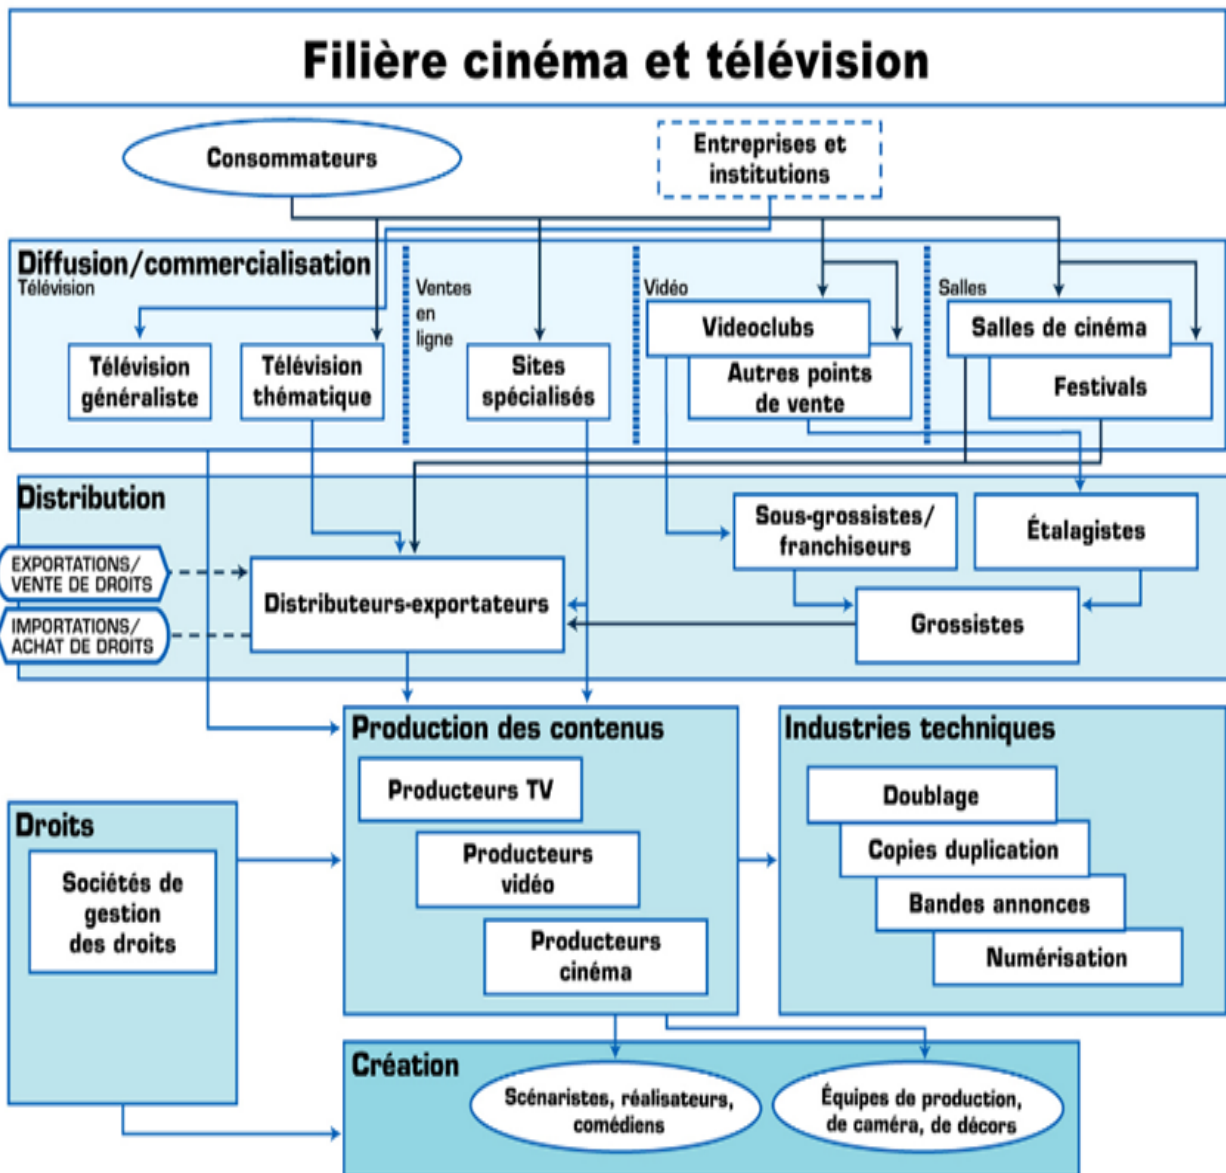 Filière cinéma et télévision
Consommateurs
Entreprises et
institutions
Diffusion/commercialisation
Télévision
Ventes
en
ligne
Vidéo
Salles
Télévision
généraliste
Télévision
thématique
Sites
spécialisés
Videoclubs
Autres points
de vente
Salles de cinéma
Festivals
Distribution
EXPORTATIONS/
VENTE DE DROITS
IMPORTATIONS/
ACHAT DE DROITS
Distributeurs-exportateurs
Sous-grossistes/
franchiseurs
Étalagistes
Grossistes
Droits
Sociétés de
gestion
des droits
Production des contenus
Producteurs TV
Producteurs
vidéo
Producteurs
cinéma
Industries techniques
Doublage
Copies duplication
Bandes annonces
Numérisation
Création
Scénaristes, réalisateurs,
comédiens
Équipes de production,
de caméra, de décors